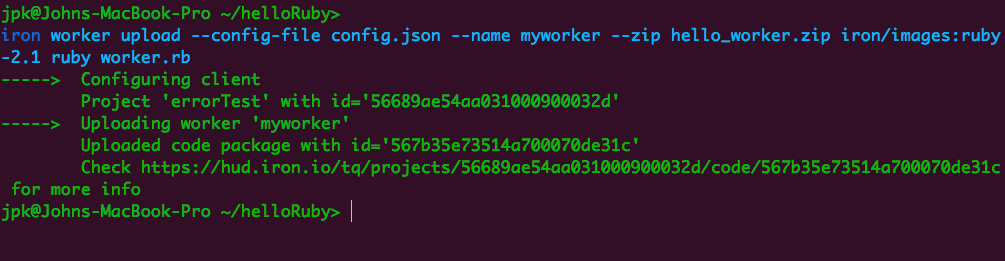 jpk@Johns-MacBook-Pro ~/helloRuby>
iron worker upload --config-file config.json --name myworker --zip hello_worker.zip iron/images:ruby
-2.1 ruby worker.rb
-----> Configuring client
Project 'errorTest' with id='56689ae54aa031000900032d'
-----> Uploading worker 'myworker'
Uploaded code package with id='567b35e73514a700070de31c'
Check https://hud.iron.io/tq/projects/56689ae54aa031000900032d/code/567b35e73514a700070de31c
for more info
jpk@Johns-MacBook-Pro ~/helloRuby>